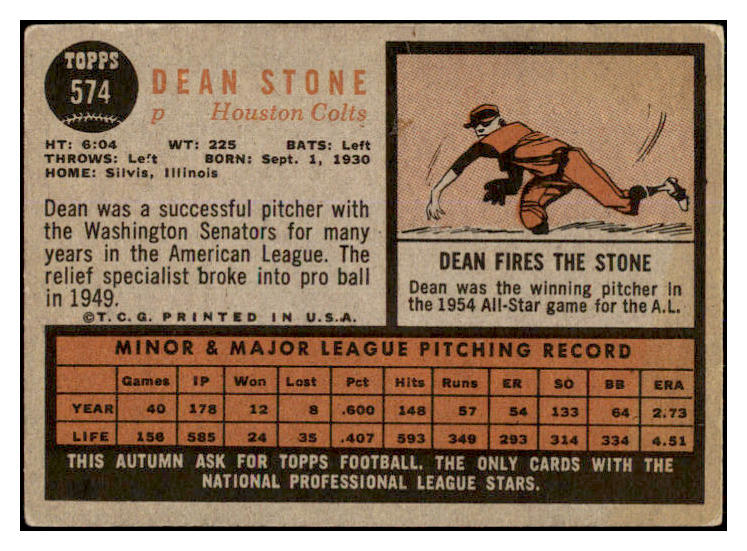 TOPPS
574
DEAN STONE
p Houston Colts
HT: 6:04 WT: 225 BATS: Left
THROWS: Left BORN: Sept. 1, 1930
HOME: Silvis, Illinois
Dean was a successful pitcher with
the Washington Senators for many
years in the American League. The
relief specialist broke into pro ball
in 1949.
©T.C.G. PRINTED IN U.S.A.
DEAN FIRES THE STONE
Dean was the winning pitcher in
the 1954 All-Star game for the A.L.
MINOR & MAJOR LEAGUE PITCHING RECORD
Games IP Won Lost Pct Hits Runs ER SO BB ERA
YEAR 40 178 12 8 .600 148 57 54 133 64 2.73
LIFE 156 585 24 35 .407 593 349 293 314 334 4.51
THIS AUTUMN ASK FOR TOPPS FOOTBALL. THE ONLY CARDS WITH THE
NATIONAL PROFESSIONAL LEAGUE STARS.